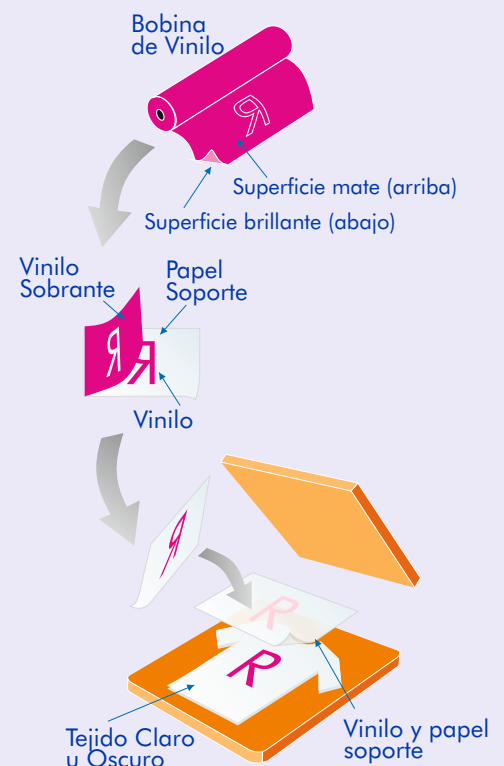 Bobina
de Vinilo
R
Superficie mate (arriba)
Superficie brillante (abajo)
Vinilo
Sobrante
Papel
Soporte
R
R
Vinilo
R
R
R
Vinilo y papel
soporte
Tejido Claro
u Oscuro